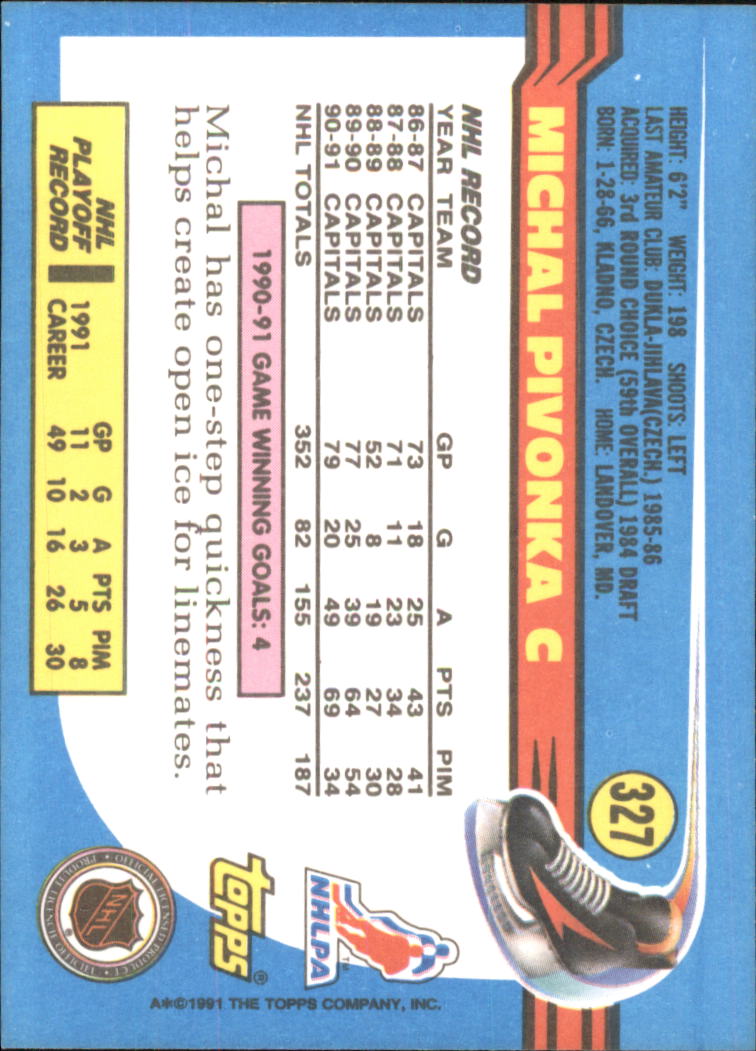 HEIGHT: 6'2" WEIGHT: 198 SHOOTS: LEFT
LAST AMATEUR CLUB: DUKLA-JIHLAVA(CZECH.) 1985-86
ACQUIRED: 3rd ROUND CHOICE (59th OVERALL) 1984 DRAFT
BORN: 1-28-66, KLADNO, CZECH. HOME: LANDOVER, MD.
327
MICHAL PIVONKA C
NHL RECORD
YEAR TEAM GP G A PTS PIM
86-87 CAPITALS 73 18 25 43 41
87-88 CAPITALS 71 11 23 34 28
88-89 CAPITALS 52 8 19 27 30
89-90 CAPITALS 77 25 39 64 54
90-91 CAPITALS 79 20 49 69 34
NHL TOTALS 352 82 155 237 187
1990-91 GAME WINNING GOALS: 4
Michal has one-step quickness that
helps create open ice for linemates.
NHL PLAYOFF RECORD
GP G A PTS PIM
1991 11 2 3 5 8
CAREER 49 10 16 26 30
NHLPA™
topps®
NHL
®
A*©1991 THE TOPPS COMPANY, INC.